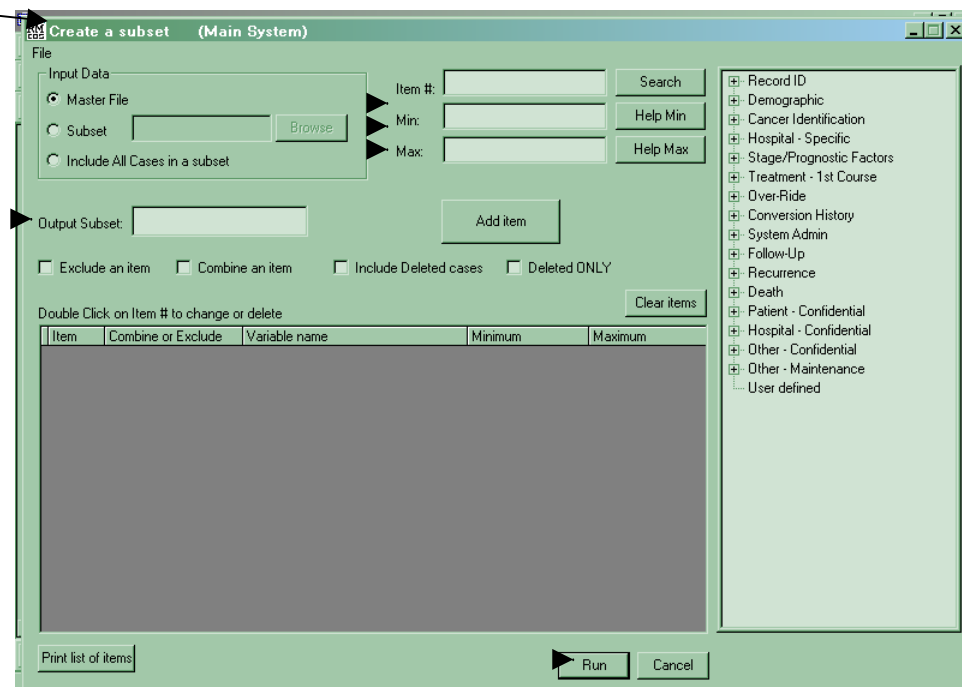 RM
CDS
Create a subset (Main System)
File
Input Data
Master File
Subset
Browse
Include All Cases in a subset
Item #:
Search
Min:
Help Min
Max:
Help Max
Output Subset:
Add item
Exclude an item
Combine an item
Include Deleted cases
Deleted ONLY
Double Click on Item # to change or delete
Clear items
Item
Combine or Exclude
Variable name
Minimum
Maximum
Print list of items
Run
Cancel
Record ID
Demographic
Cancer Identification
Hospital - Specific
Stage/Prognostic Factors
Treatment - 1st Course
Over-Ride
Conversion History
System Admin
Follow-Up
Recurrence
Death
Patient - Confidential
Hospital - Confidential
Other - Confidential
Other - Maintenance
User defined